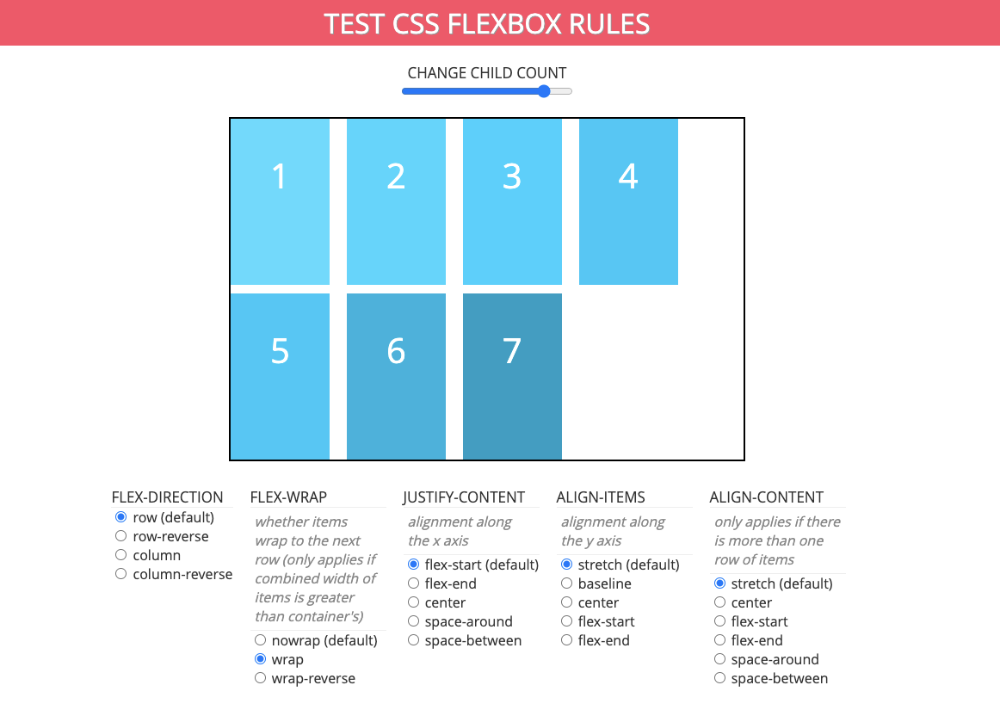 TEST CSS FLEXBOX RULES
CHANGE CHILD COUNT
1 2 3 4
5 6 7
FLEX-DIRECTION
row (default)
row-reverse
column
column-reverse
FLEX-WRAP
whether items
wrap to the next
row (only applies if
combined width of
items is greater
than container's)
nowrap (default)
wrap
wrap-reverse
JUSTIFY-CONTENT
alignment along
the x axis
flex-start (default)
flex-end
center
space-around
space-between
ALIGN-ITEMS
alignment along
the y axis
stretch (default)
baseline
center
flex-start
flex-end
ALIGN-CONTENT
only applies if there
is more than one
row of items
stretch (default)
center
flex-start
flex-end
space-around
space-between